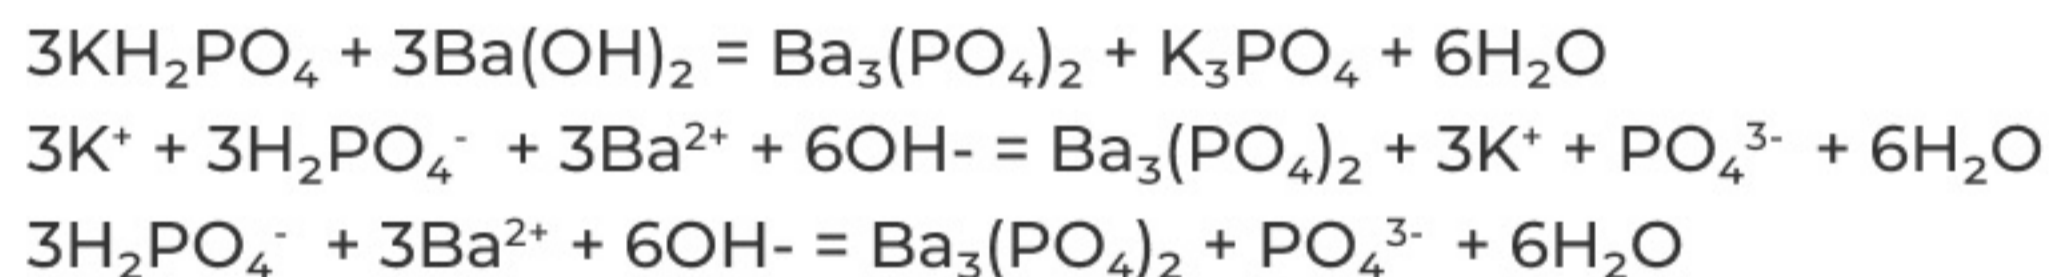 3KH₂PO₄ + 3Ba(OH)₂ = Ba₃(PO₄)₂ + K₃PO₄ + 6H₂O
3K⁺ + 3H₂PO₄⁻ + 3Ba²⁺ + 6OH- = Ba₃(PO₄)₂ + 3K⁺ + PO₄³⁻ + 6H₂O
3H₂PO₄⁻ + 3Ba²⁺ + 6OH- = Ba₃(PO₄)₂ + PO₄³⁻ + 6H₂O